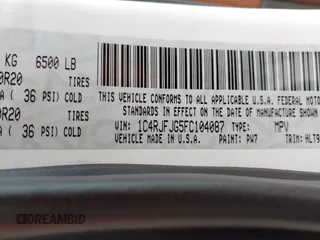 KG 6500 LB
0R20 TIRES
A ( 36 PSI) COLD
0R20 TIRES
A ( 36 PSI) COLD
THIS VEHICLE CONFORMS TO ALL APPLICABLE U.S.A. FEDERAL MOTO
STANDARDS IN EFFECT ON THE DATE OF MANUFACTURE SHOWN
VIN: 1C4RJFJG5FC104087 TYPE: MPV
VEHICLE MADE IN U.S.A. PAINT: PW7 TRIM: HLT9
DREAMBID